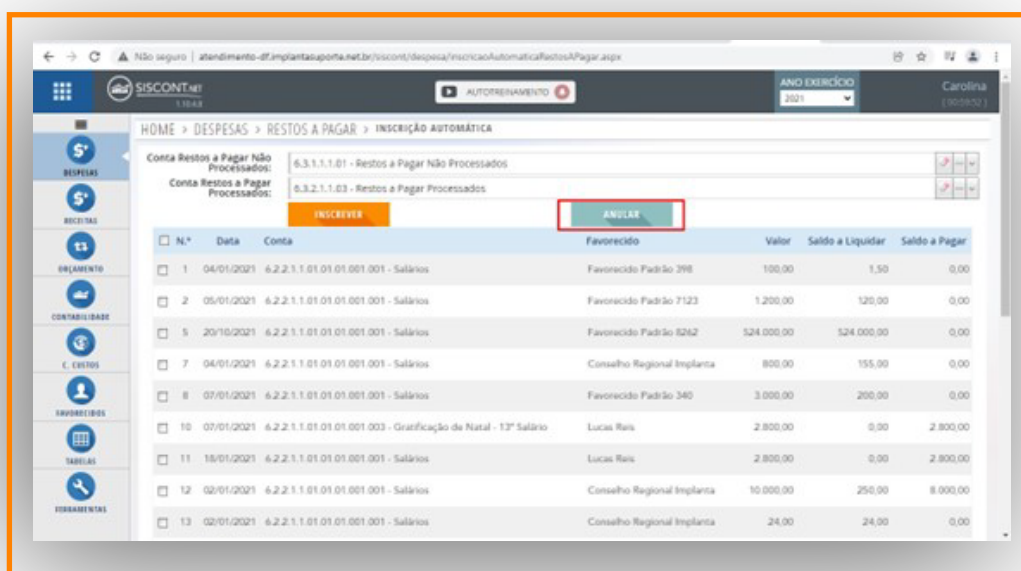 Não seguro | atendimento-df.implantasuporte.net.br/siscont/despesa/inscricaoAutomaticaRestosAPagar.aspx
SISCONT.NET
1.10.4.8
AUTOTREINAMENTO
ANO EXERCÍCIO
2021
Carolina
[ 00:59:52 ]
HOME > DESPESAS > RESTOS A PAGAR > INSCRIÇÃO AUTOMÁTICA
DESPESAS
RECEITAS
ORÇAMENTO
CONTABILIDADE
C. CUSTOS
FAVORECIDOS
TABELAS
FERRAMENTAS
Conta Restos a Pagar Não Processados: 6.3.1.1.1.01 - Restos a Pagar Não Processados
Conta Restos a Pagar Processados: 6.3.2.1.1.03 - Restos a Pagar Processados
INSCREVER ANULAR
N.º Data Conta Favorecido Valor Saldo a Liquidar Saldo a Pagar
1 04/01/2021 6.2.2.1.1.01.01.01.001.001 - Salários Favorecido Padrão 398 100,00 1,50 0,00
2 05/01/2021 6.2.2.1.1.01.01.01.001.001 - Salários Favorecido Padrão 7123 1.200,00 120,00 0,00
5 20/10/2021 6.2.2.1.1.01.01.01.001.001 - Salários Favorecido Padrão 8262 524.000,00 524.000,00 0,00
7 04/01/2021 6.2.2.1.1.01.01.01.001.001 - Salários Conselho Regional Implanta 800,00 155,00 0,00
8 07/01/2021 6.2.2.1.1.01.01.01.001.001 - Salários Favorecido Padrão 340 3.000,00 200,00 0,00
10 07/01/2021 6.2.2.1.1.01.01.01.001.003 - Gratificação de Natal - 13º Salário Lucas Reis 2.800,00 0,00 2.800,00
11 18/01/2021 6.2.2.1.1.01.01.01.001.001 - Salários Lucas Reis 2.800,00 0,00 2.800,00
12 02/01/2021 6.2.2.1.1.01.01.01.001.001 - Salários Conselho Regional Implanta 10.000,00 250,00 8.000,00
13 02/01/2021 6.2.2.1.1.01.01.01.001.001 - Salários Conselho Regional Implanta 24,00 24,00 0,00